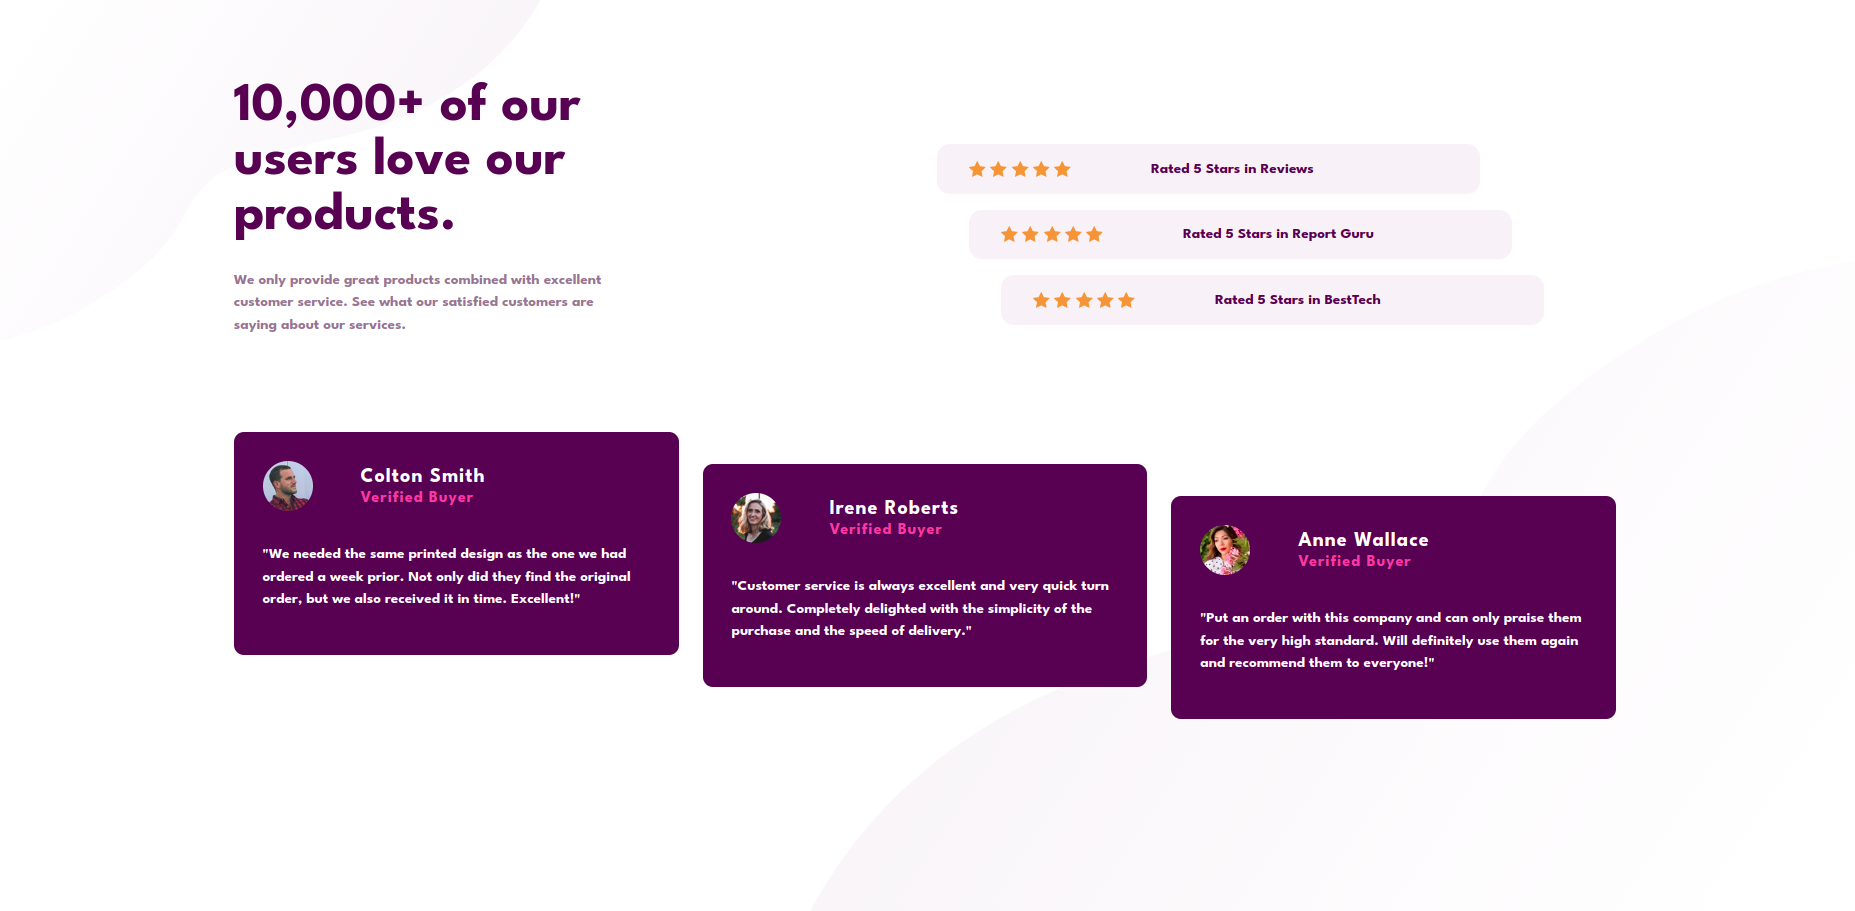 10,000+ of our
users love our
products.
We only provide great products combined with excellent
customer service. See what our satisfied customers are
saying about our services.
Rated 5 Stars in Reviews
Rated 5 Stars in Report Guru
Rated 5 Stars in BestTech
Colton Smith
Verified Buyer
"We needed the same printed design as the one we had
ordered a week prior. Not only did they find the original
order, but we also received it in time. Excellent!"
Irene Roberts
Verified Buyer
"Customer service is always excellent and very quick turn
around. Completely delighted with the simplicity of the
purchase and the speed of delivery."
Anne Wallace
Verified Buyer
"Put an order with this company and can only praise them
for the very high standard. Will definitely use them again
and recommend them to everyone!"